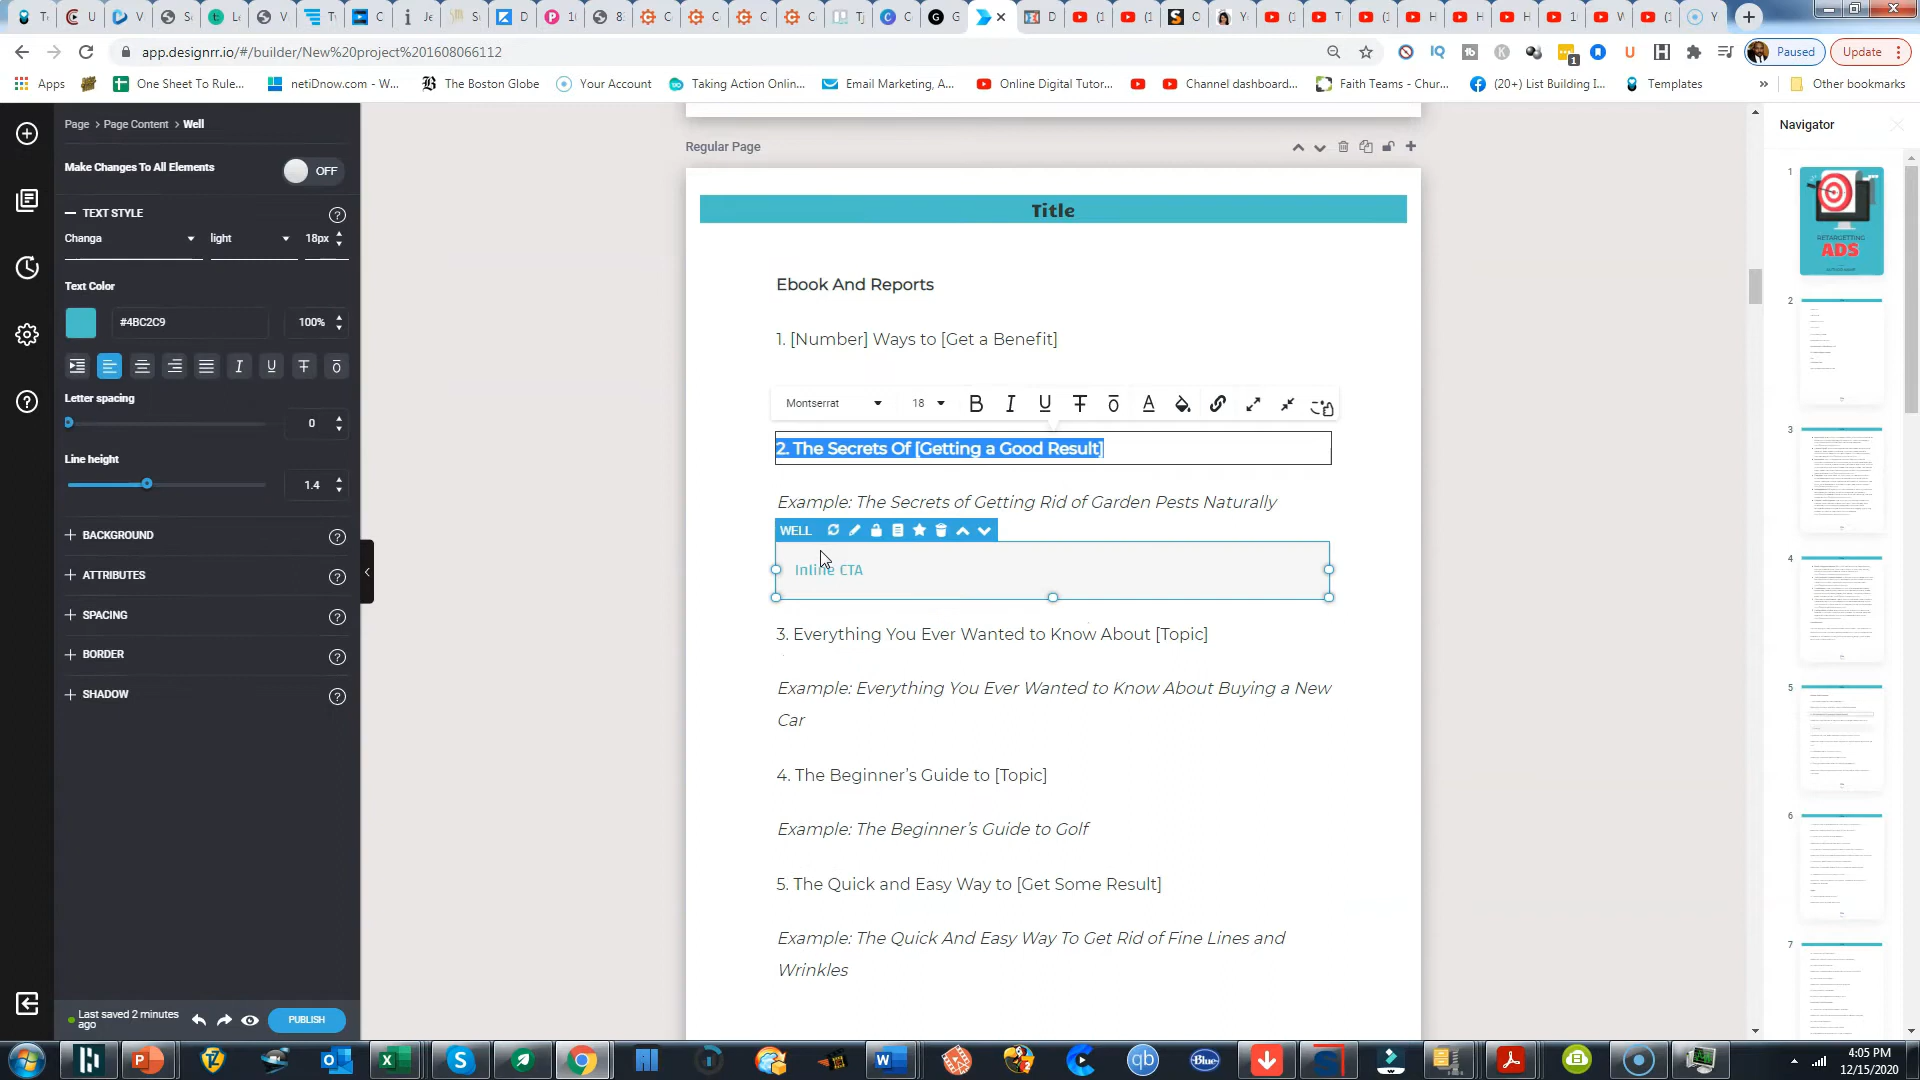 app.designrr.io/#/builder/New%20project%201608066112
Paused
Update
Apps
One Sheet To Rule...
netiDnow.com - W...
The Boston Globe
Your Account
Taking Action Onlin...
Email Marketing, A...
Online Digital Tutor...
Channel dashboard...
Faith Teams - Chur...
(20+) List Building I...
Templates
Other bookmarks
Page > Page Content > Well
Make Changes To All Elements
OFF
TEXT STYLE
Changa
light
18px
Text Color
#4BC2C9
100%
Letter spacing
0
Line height
1.4
BACKGROUND
ATTRIBUTES
SPACING
BORDER
SHADOW
Last saved 2 minutes
ago
PUBLISH
Regular Page
Title
Ebook And Reports
1. [Number] Ways to [Get a Benefit]
Montserrat
18
2. The Secrets Of [Getting a Good Result]
Example: The Secrets of Getting Rid of Garden Pests Naturally
WELL
Inline CTA
3. Everything You Ever Wanted to Know About [Topic]
Example: Everything You Ever Wanted to Know About Buying a New
Car
4. The Beginner's Guide to [Topic]
Example: The Beginner's Guide to Golf
5. The Quick and Easy Way to [Get Some Result]
Example: The Quick And Easy Way To Get Rid of Fine Lines and
Wrinkles
Navigator
1
RETARGETTING
ADS
2
3
4
5
6
7
4:05 PM
12/15/2020